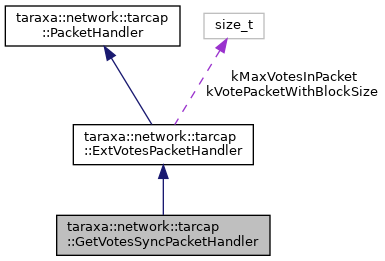 taraxa::network::tarcap
::PacketHandler
size_t
kMaxVotesInPacket
kVotePacketWithBlockSize
taraxa::network::tarcap
::ExtVotesPacketHandler
taraxa::network::tarcap
::GetVotesSyncPacketHandler